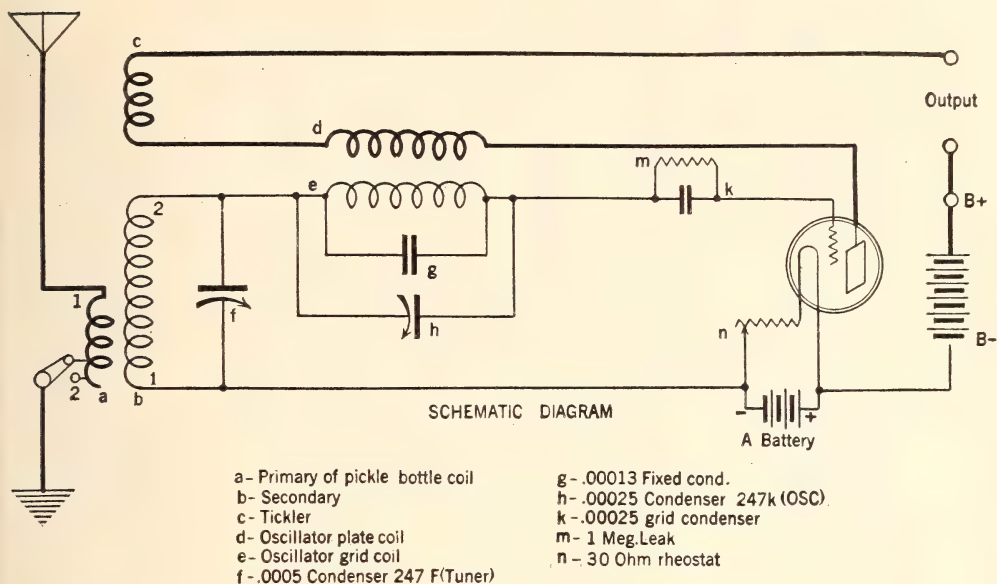 c
Output
d
m
k
e
2
B+
g
1
f
h
n
B-
2
a
1
b
SCHEMATIC DIAGRAM
- +
A Battery
a- Primary of pickle bottle coil
b- Secondary
c- Tickler
d- Oscillator plate coil
e- Oscillator grid coil
f-.0005 Condenser 247 F(Tuner)
g-.00013 Fixed cond.
h-.00025 Condenser 247k(OSC).
k-.00025 grid condenser
m- 1 Meg.Leak
n- 30 Ohm rheostat